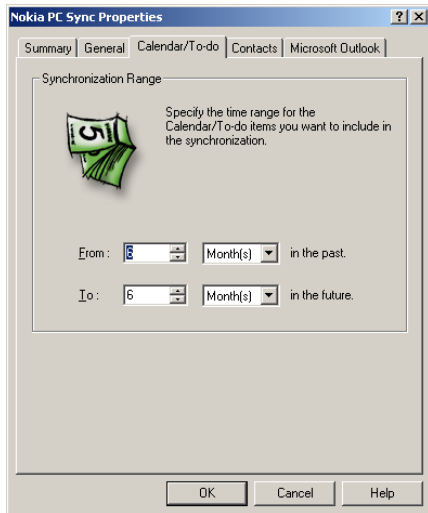 Nokia PC Sync Properties
Summary General Calendar/To-do Contacts Microsoft Outlook
Synchronization Range
5
Specify the time range for the
Calendar/To-do items you want to include in
the synchronization.
From : 6 Month(s) in the past.
To : 6 Month(s) in the future.
OK Cancel Help